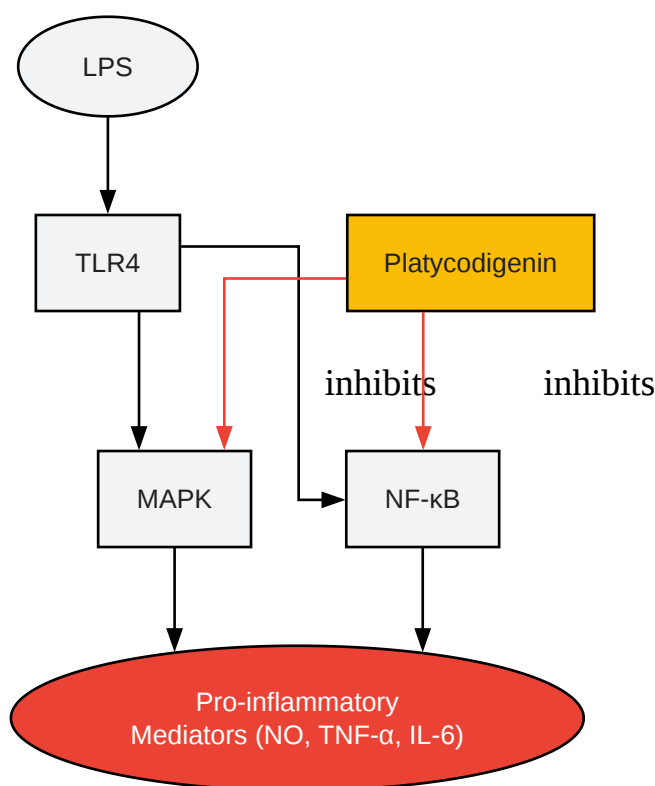 LPS
TLR4
Platycodigenin
inhibits
inhibits
MAPK
NF-κB
Pro-inflammatory
Mediators (NO, TNF-α, IL-6)